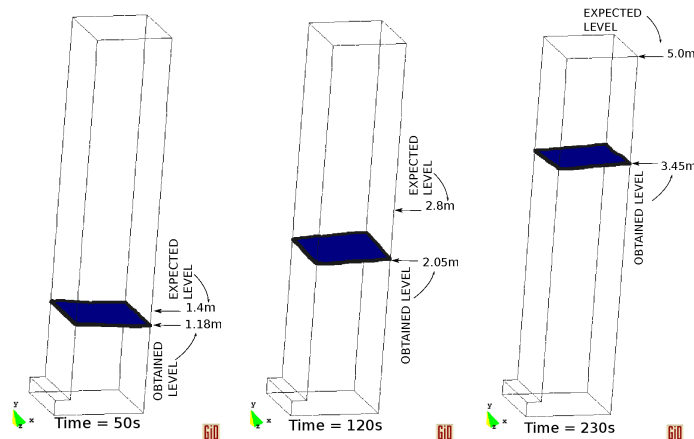 EXPECTED
LEVEL
1.4m
1.18m
OBTAINED
LEVEL
y
z
x
Time = 50s
GiD
EXPECTED
LEVEL
2.8m
2.05m
OBTAINED LEVEL
y
z
x
Time = 120s
GiD
EXPECTED
LEVEL
5.0m
3.45m
OBTAINED LEVEL
y
z
x
Time = 230s
GiD